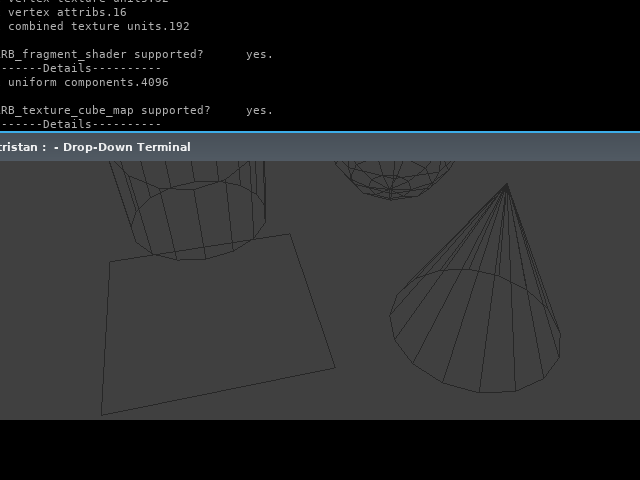 vertex texture units.32
vertex attribs.16
combined texture units.192
RB_fragment_shader supported? yes.
------Details----------
uniform components.4096
RB_texture_cube_map supported? yes.
------Details----------
tristan : - Drop-Down Terminal